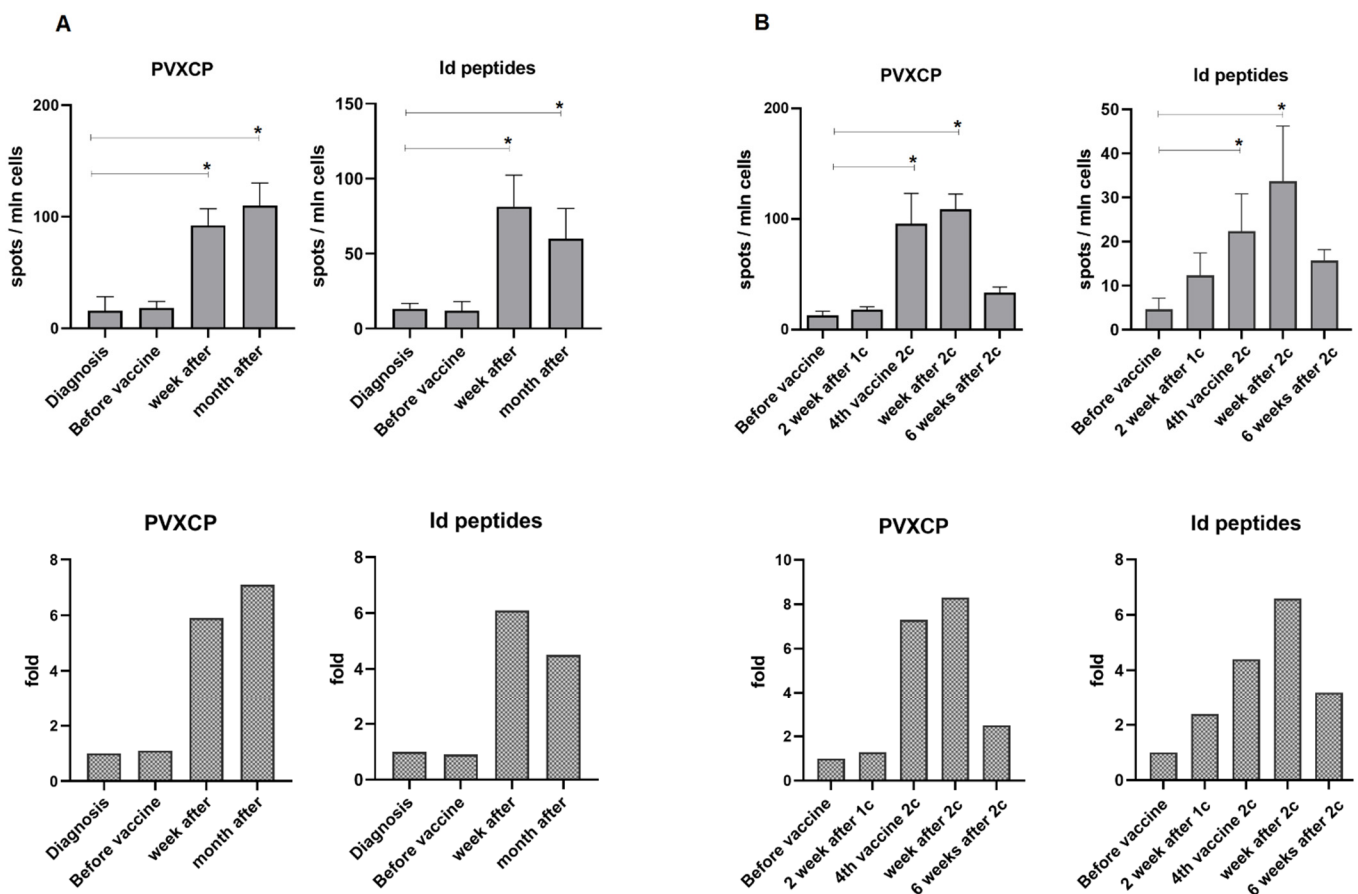 A
PVXCP
200
100
0
spots / mln cells
*
*
Diagnosis
Before vaccine
week after
month after
Id peptides
150
100
50
0
spots / mln cells
*
*
Diagnosis
Before vaccine
week after
month after
B
PVXCP
200
100
0
spots / mln cells
*
*
Before vaccine
2 week after 1c
4th vaccine 2c
week after 2c
6 weeks after 2c
Id peptides
50
40
30
20
10
0
spots / mln cells
*
*
Before vaccine
2 week after 1c
4th vaccine 2c
week after 2c
6 weeks after 2c
PVXCP
8
6
4
2
0
fold
Diagnosis
Before vaccine
week after
month after
Id peptides
8
6
4
2
0
fold
Diagnosis
Before vaccine
week after
month after
PVXCP
10
8
6
4
2
0
fold
Before vaccine
2 week after 1c
4th vaccine 2c
week after 2c
6 weeks after 2c
Id peptides
8
6
4
2
0
fold
Before vaccine
2 week after 1c
4th vaccine 2c
week after 2c
6 weeks after 2c